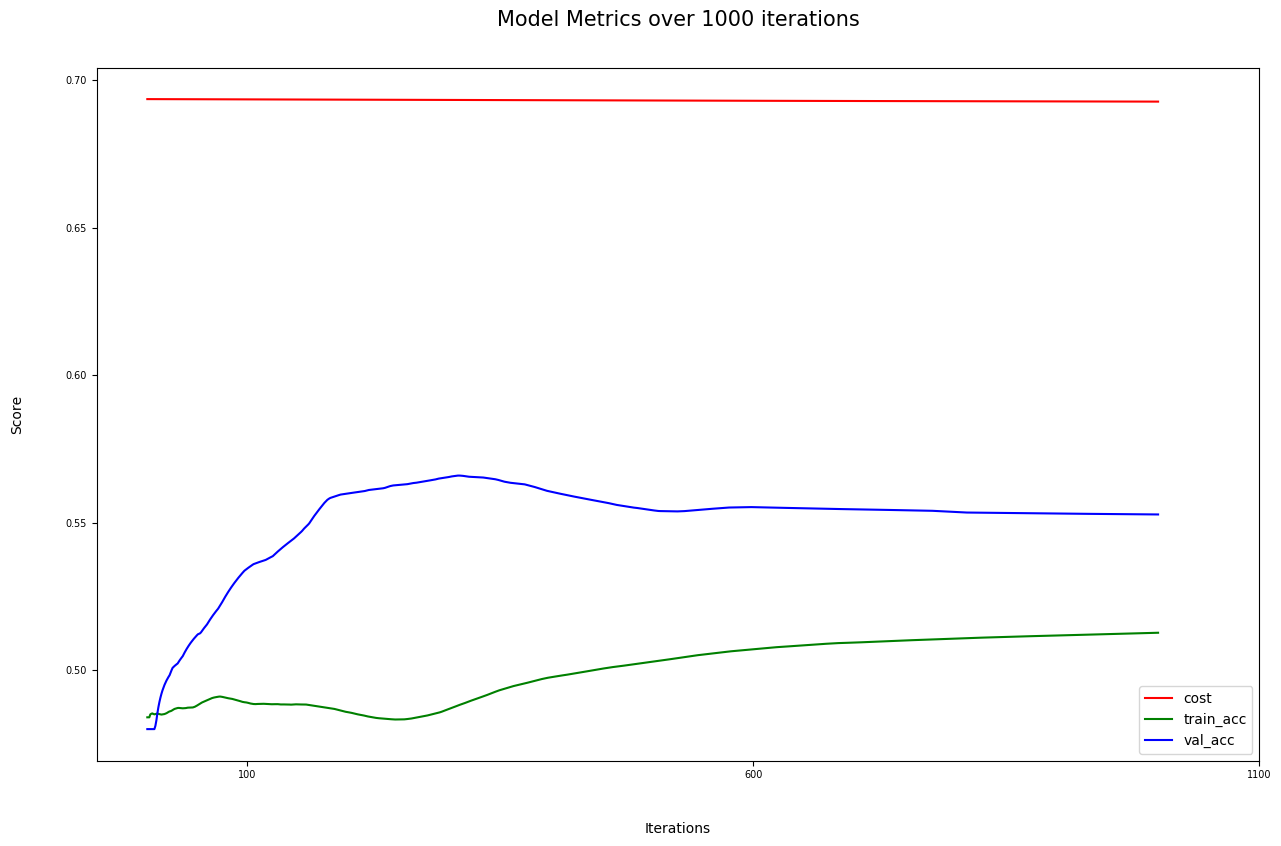 Model Metrics over 1000 iterations
0.70
0.65
0.60
0.55
0.50
Score
100
600
1100
Iterations
cost
train_acc
val_acc